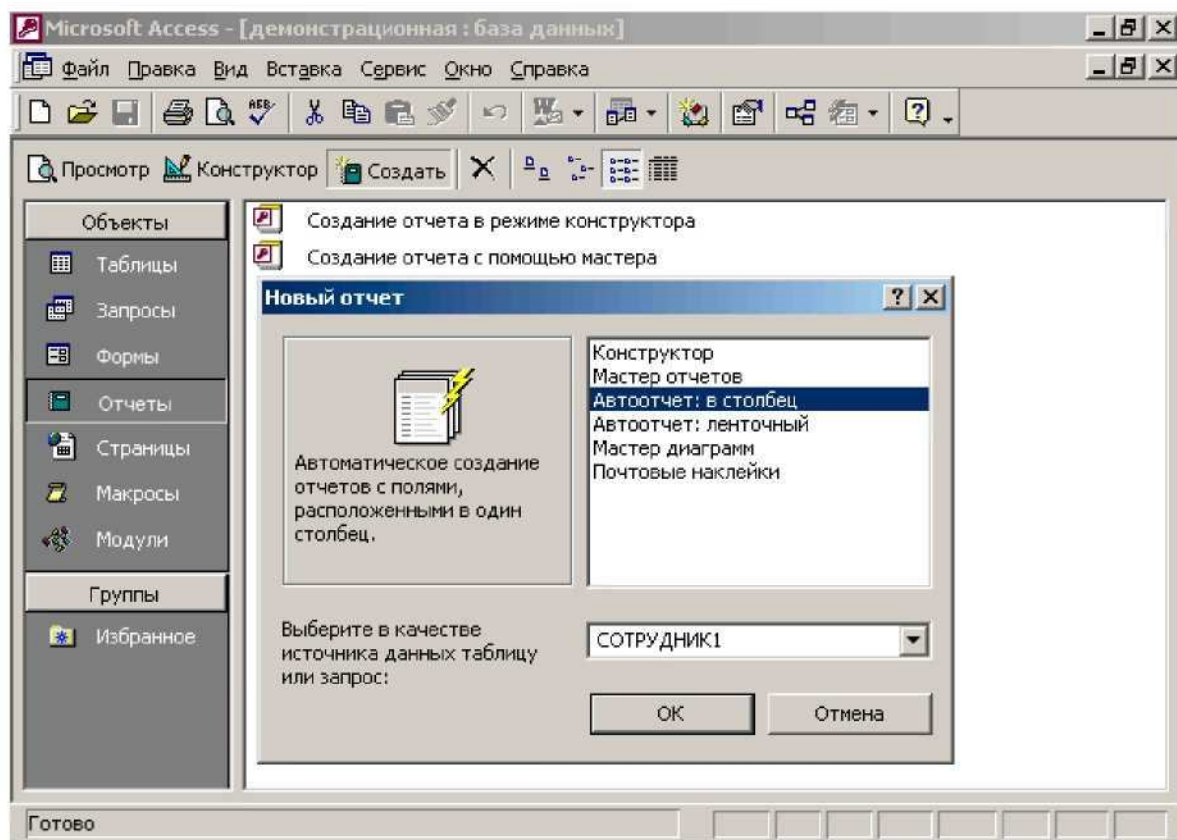 Microsoft Access - [демонстрационная : база данных]
Файл Правка Вид Вставка Сервис Окно Справка
Просмотр Конструктор Создать
Объекты
Таблицы
Запросы
Формы
Отчеты
Страницы
Макросы
Модули
Группы
Избранное
Создание отчета в режиме конструктора
Создание отчета с помощью мастера
Новый отчет
Автоматическое создание
отчетов с полями,
расположенными в один
столбец.
Конструктор
Мастер отчетов
Автоотчет: в столбец
Автоотчет: ленточный
Мастер диаграмм
Почтовые наклейки
Выберите в качестве
источника данных таблицу
или запрос:
СОТРУДНИК1
ОК
Отмена
Готово